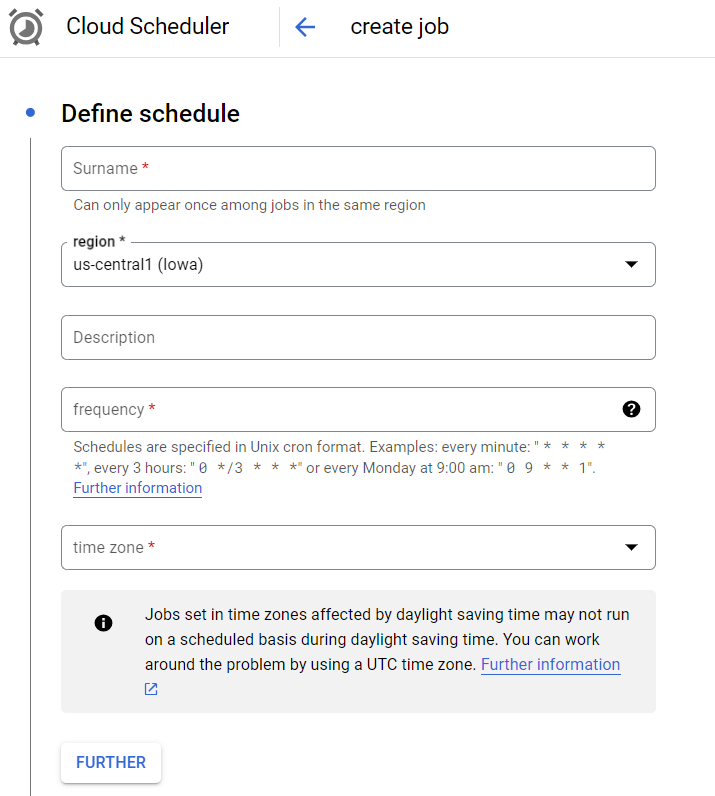 Cloud Scheduler
create job
Define schedule
Surname *
Can only appear once among jobs in the same region
region *
us-central1 (Iowa)
Description
frequency *
Schedules are specified in Unix cron format. Examples: every minute: " * * * *
*", every 3 hours: " 0 */3 * * *" or every Monday at 9:00 am: " 0 9 * * 1".
Further information
time zone *
Jobs set in time zones affected by daylight saving time may not run
on a scheduled basis during daylight saving time. You can work
around the problem by using a UTC time zone. Further information
FURTHER